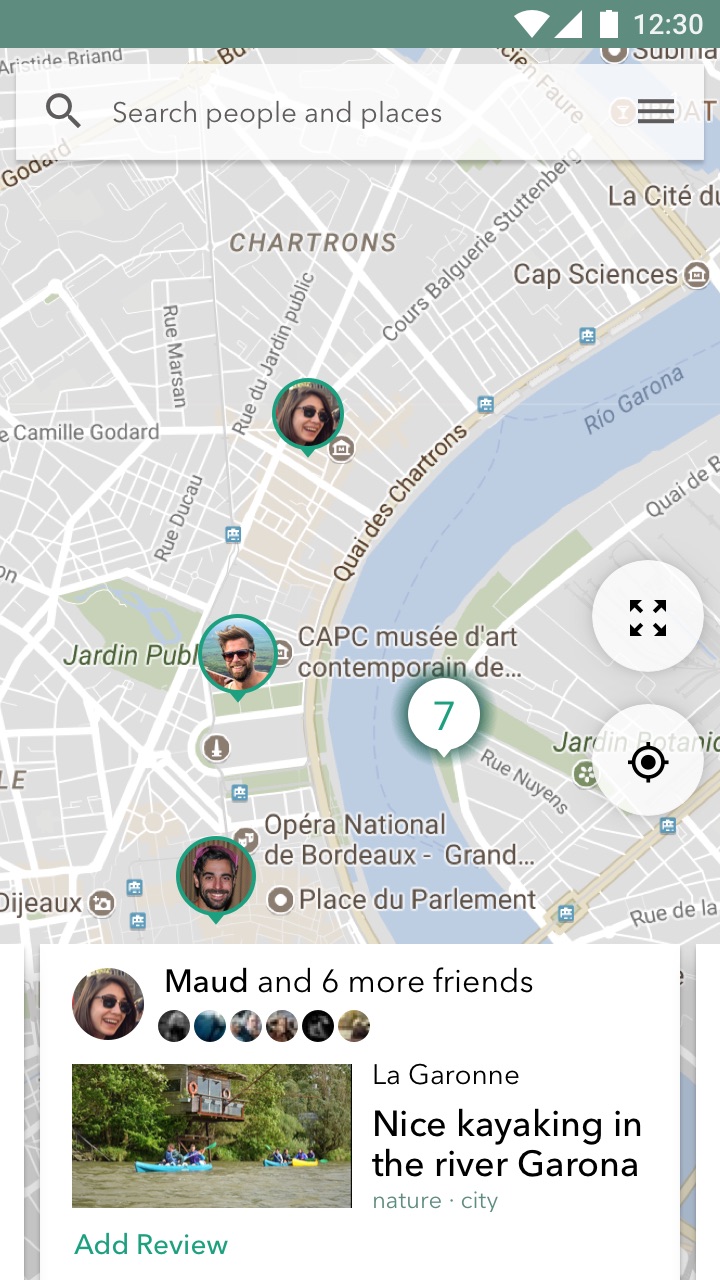 12:30
Aristide Briand
Search people and places
Godard
La Cité du
CHARTRONS
Cours Balguerie Stuttenberg
Cap Sciences
Rue Marsan
Rue du Jardin public
Río Garona
Camille Godard
Quai des Chartrons
Quai de B
Rue Ducau
CAPC musée d'art
contemporain de...
Jardin Publ
7
Jardin Botanic
Rue Nuyens
LE
Opéra National
de Bordeaux - Grand...
Dijeaux
Place du Parlement
Rue de la
Maud and 6 more friends
La Garonne
Nice kayaking in
the river Garona
nature · city
Add Review